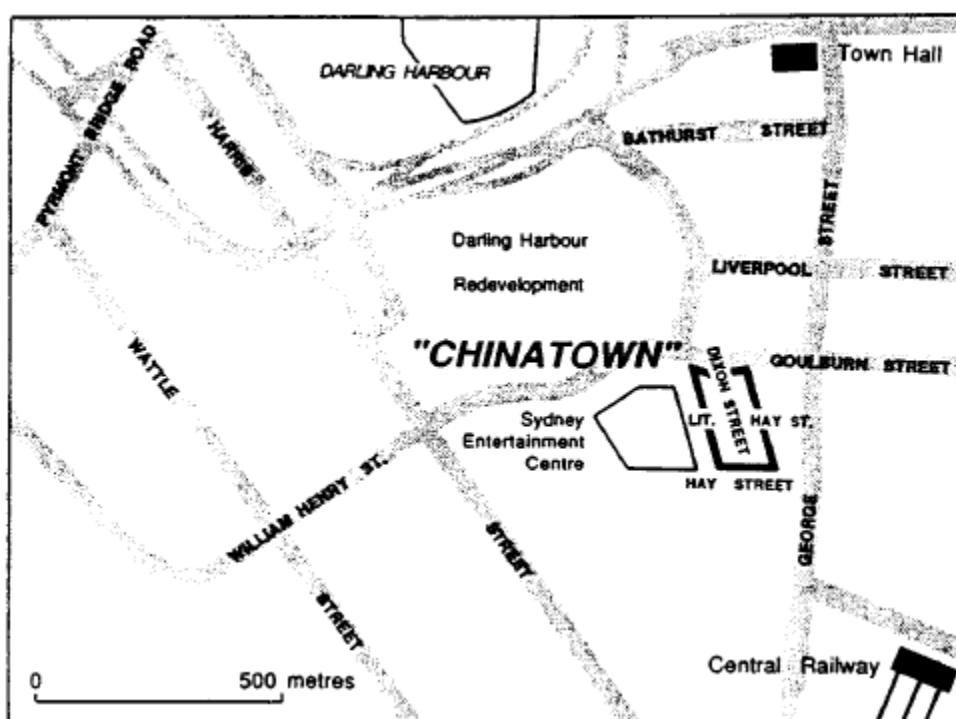 DARLING HARBOUR
Town Hall
PYRMONT BRIDGE ROAD
HARRIS
STREET
BATHURST STREET
GEORGE
STREET
Darling Harbour
Redevelopment
LIVERPOOL STREET
"CHINATOWN"
GOULBURN STREET
DIXON STREET
WATTLE
STREET
Sydney
Entertainment
Centre
LIT. HAY ST.
HAY STREET
WILLIAM HENRY ST.
Central Railway
0 500 metres